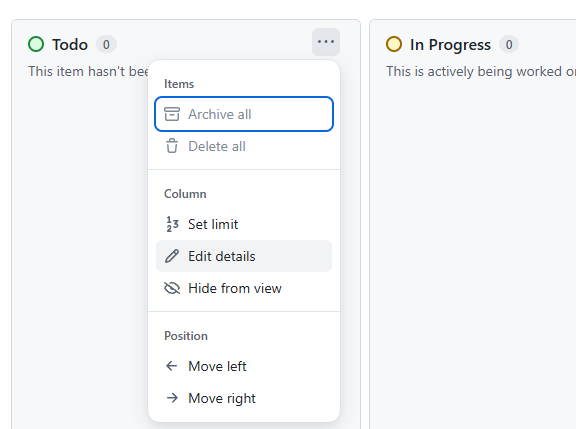 Todo 0
This item hasn't
Items
Archive all
Delete all
Column
Set limit
Edit details
Hide from view
Position
Move left
Move right
In Progress 0
This is actively being worked